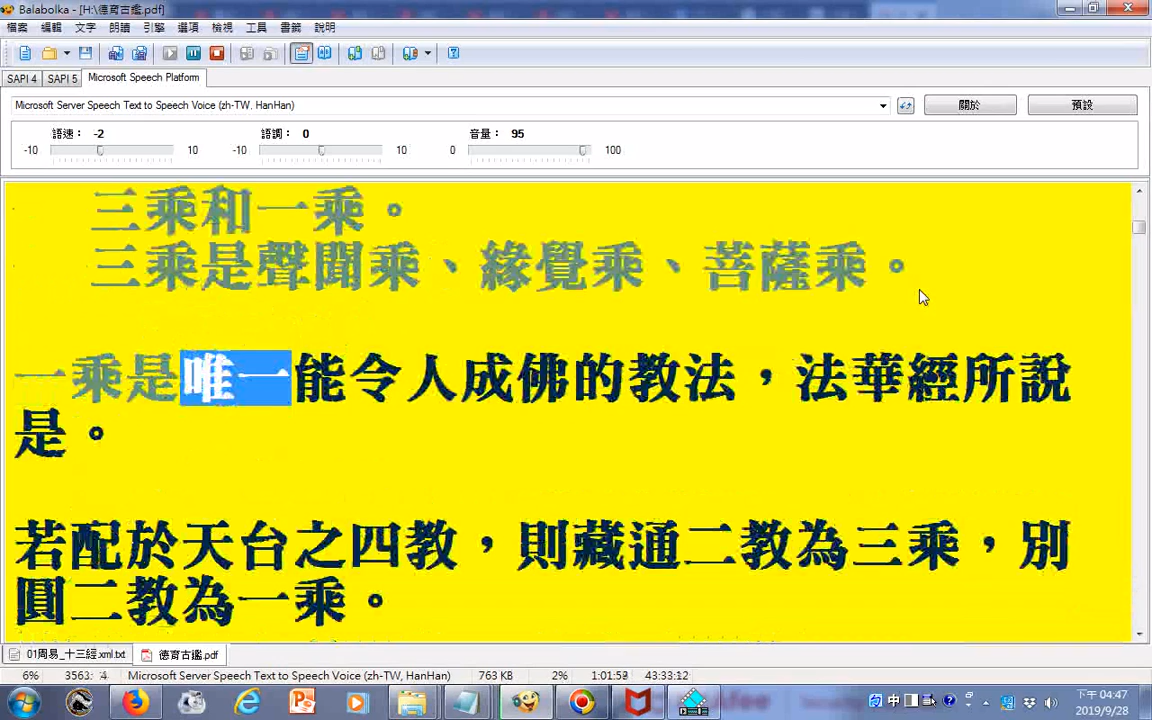 Balabolka - [H:\德育古鑑.pdf]
檔案 編輯 文字 朗讀 引擎 選項 檢視 工具 書籤 說明
SAPI 4 SAPI 5 Microsoft Speech Platform
Microsoft Server Speech Text to Speech Voice (zh-TW, HanHan) 關於 預設
語速： -2 語調： 0 音量： 95
-10 10 -10 10 0 100
三乘和一乘。
三乘是聲聞乘、緣覺乘、菩薩乘。
一乘是唯一能令人成佛的教法，法華經所說
是。
若配於天台之四教，則藏通二教為三乘，別
圓二教為一乘。
01周易_十三經.xml.txt 德育古鑑.pdf
6% 3563: Microsoft Server Speech Text to Speech Voice (zh-TW, HanHan) 763 KB 2% 43:33:12
中 下午 04:47
2019/9/28